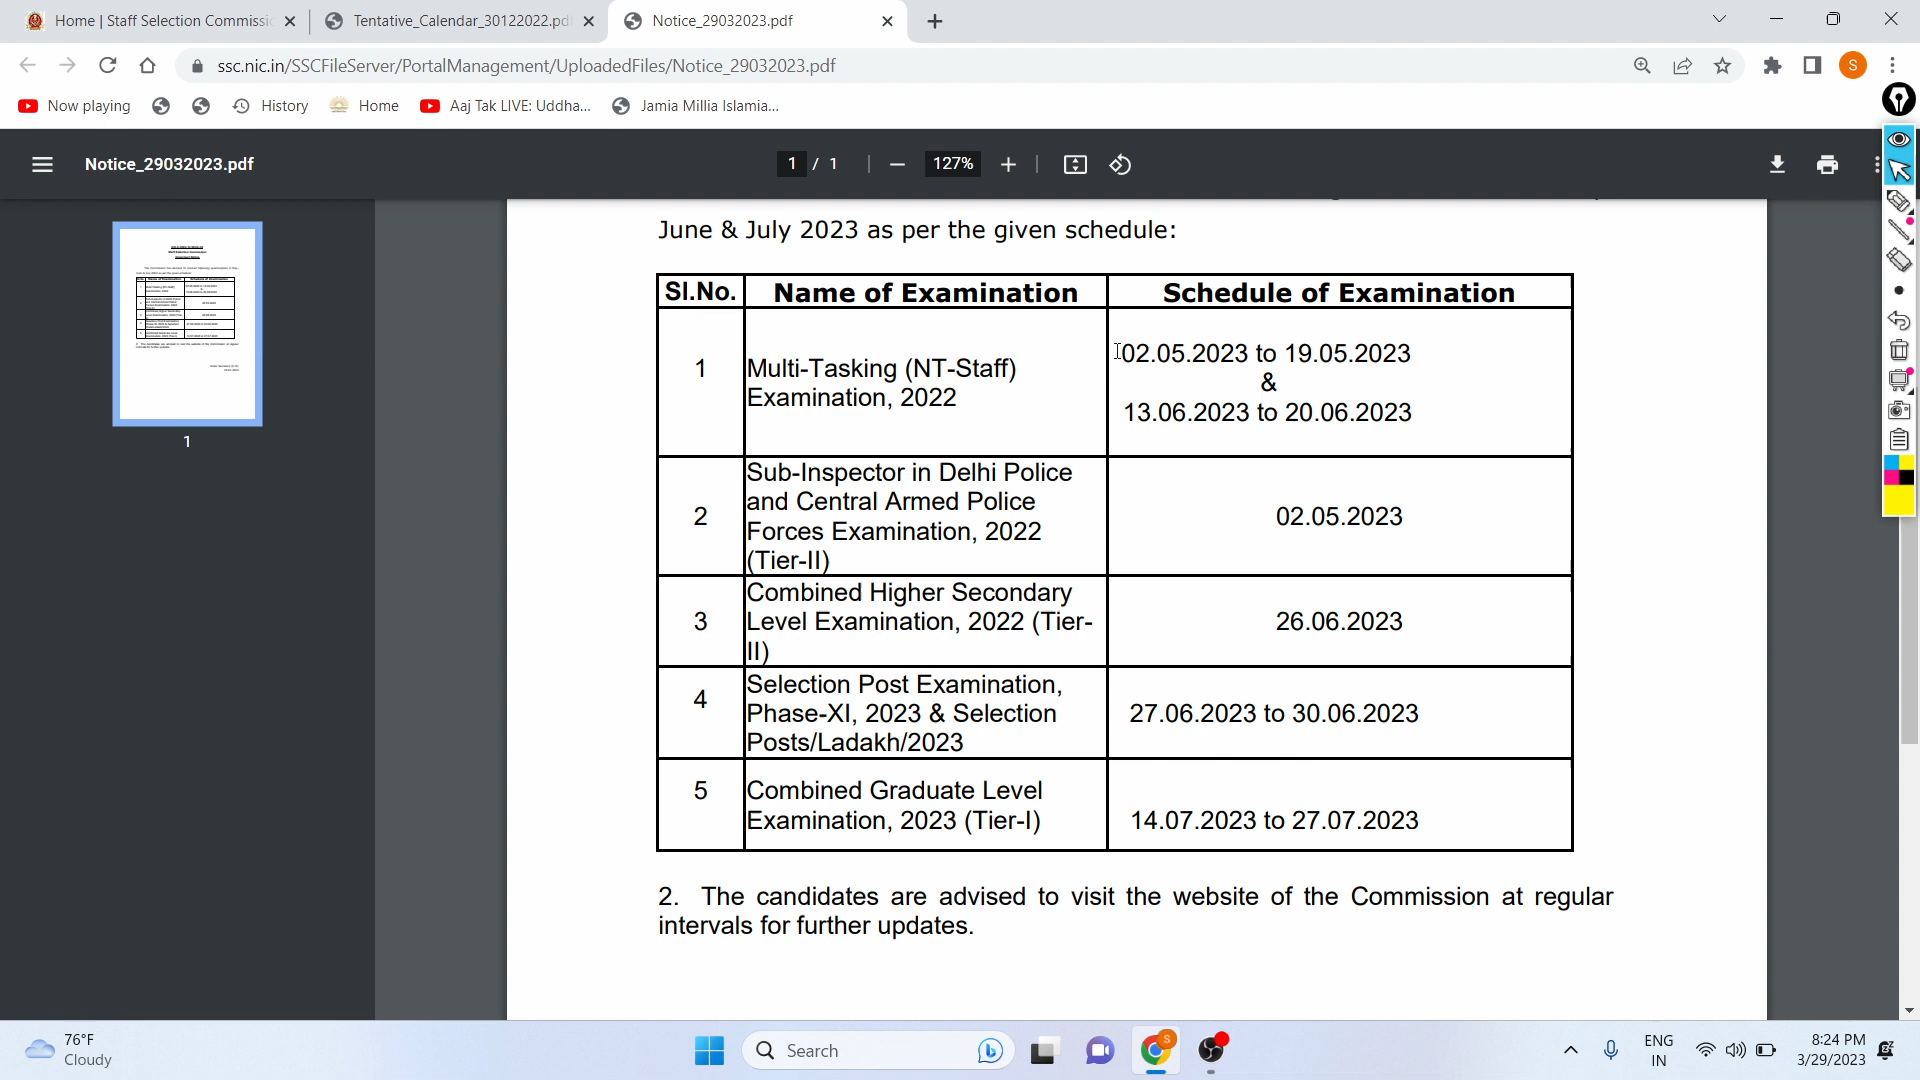 Home | Staff Selection Commissi
Tentative_Calendar_30122022.pd
Notice_29032023.pdf
ssc.nic.in/SSCFileServer/PortalManagement/UploadedFiles/Notice_29032023.pdf
S
Now playing
History
Home
Aaj Tak LIVE: Uddha...
Jamia Millia Islamia...
Notice_29032023.pdf
1 / 1
127%
1
June & July 2023 as per the given schedule:
Sl.No. Name of Examination Schedule of Examination
1
Multi-Tasking (NT-Staff)
Examination, 2022
02.05.2023 to 19.05.2023
&
13.06.2023 to 20.06.2023
2
Sub-Inspector in Delhi Police
and Central Armed Police
Forces Examination, 2022
(Tier-II)
02.05.2023
3
Combined Higher Secondary
Level Examination, 2022 (Tier-
II)
26.06.2023
4
Selection Post Examination,
Phase-XI, 2023 & Selection
Posts/Ladakh/2023
27.06.2023 to 30.06.2023
5
Combined Graduate Level
Examination, 2023 (Tier-I)
14.07.2023 to 27.07.2023
2. The candidates are advised to visit the website of the Commission at regular
intervals for further updates.
76°F
Cloudy
Search
S
ENG
IN
8:24 PM
3/29/2023